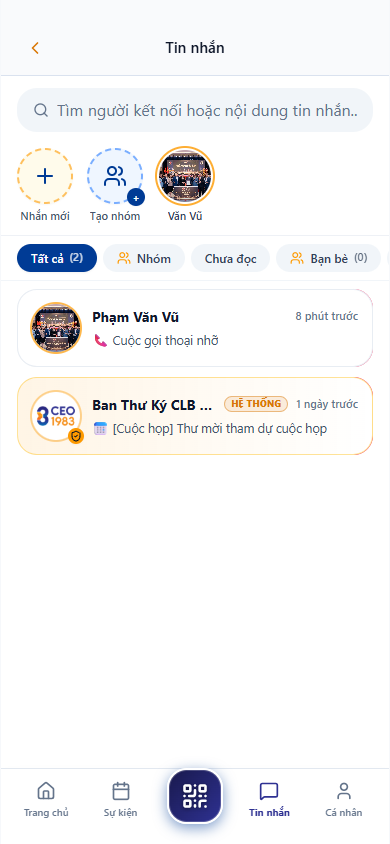 Tin nhắn
Tìm người kết nối hoặc nội dung tin nhắn..
Nhắn mới
Tạo nhóm
Văn Vũ
Tất cả (2)
Nhóm
Chưa đọc
Bạn bè (0)
Phạm Văn Vũ
8 phút trước
Cuộc gọi thoại nhỡ
Ban Thư Ký CLB ...
HỆ THỐNG
1 ngày trước
CEO
1983
[Cuộc họp] Thư mời tham dự cuộc họp
Trang chủ
Sự kiện
Tin nhắn
Cá nhân